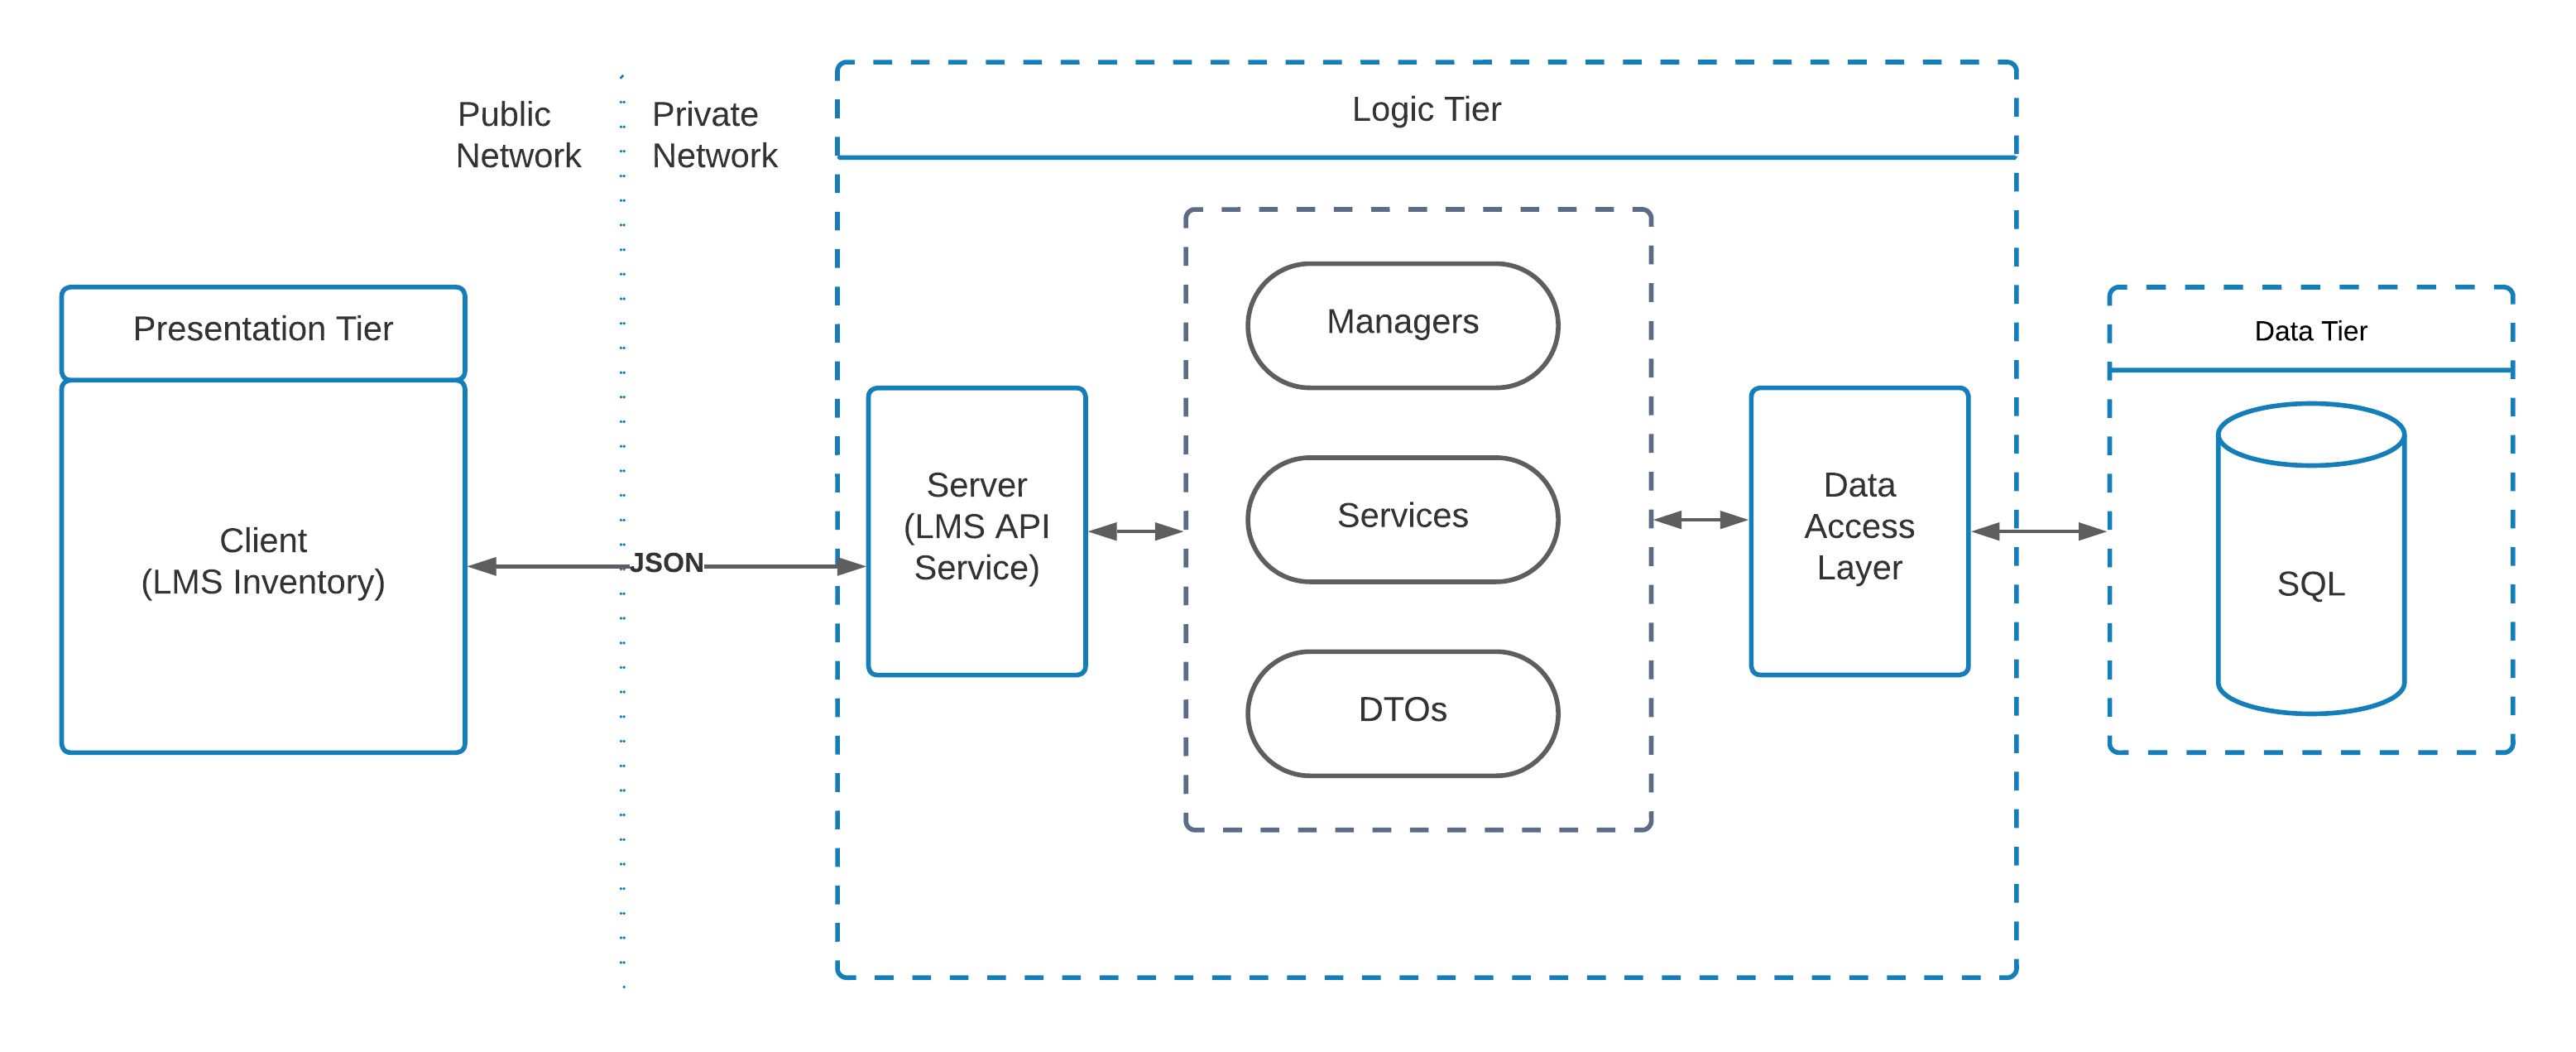 Public
Network
Private
Network
Logic Tier
Presentation Tier
Client
(LMS Inventory)
JSON
Server
(LMS API
Service)
Managers
Services
DTOs
Data
Access
Layer
Data Tier
SQL